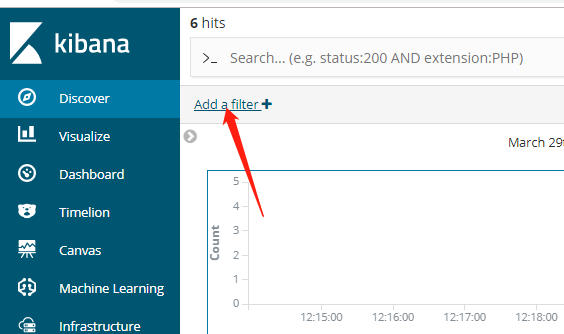 kibana
Discover
Visualize
Dashboard
Timelion
Canvas
Machine Learning
Infrastructure
6 hits
>_ Search... (e.g. status:200 AND extension:PHP)
Add a filter +
March 29
Count
5
4
3
2
1
0
12:15:00
12:16:00
12:17:00
12:18:00